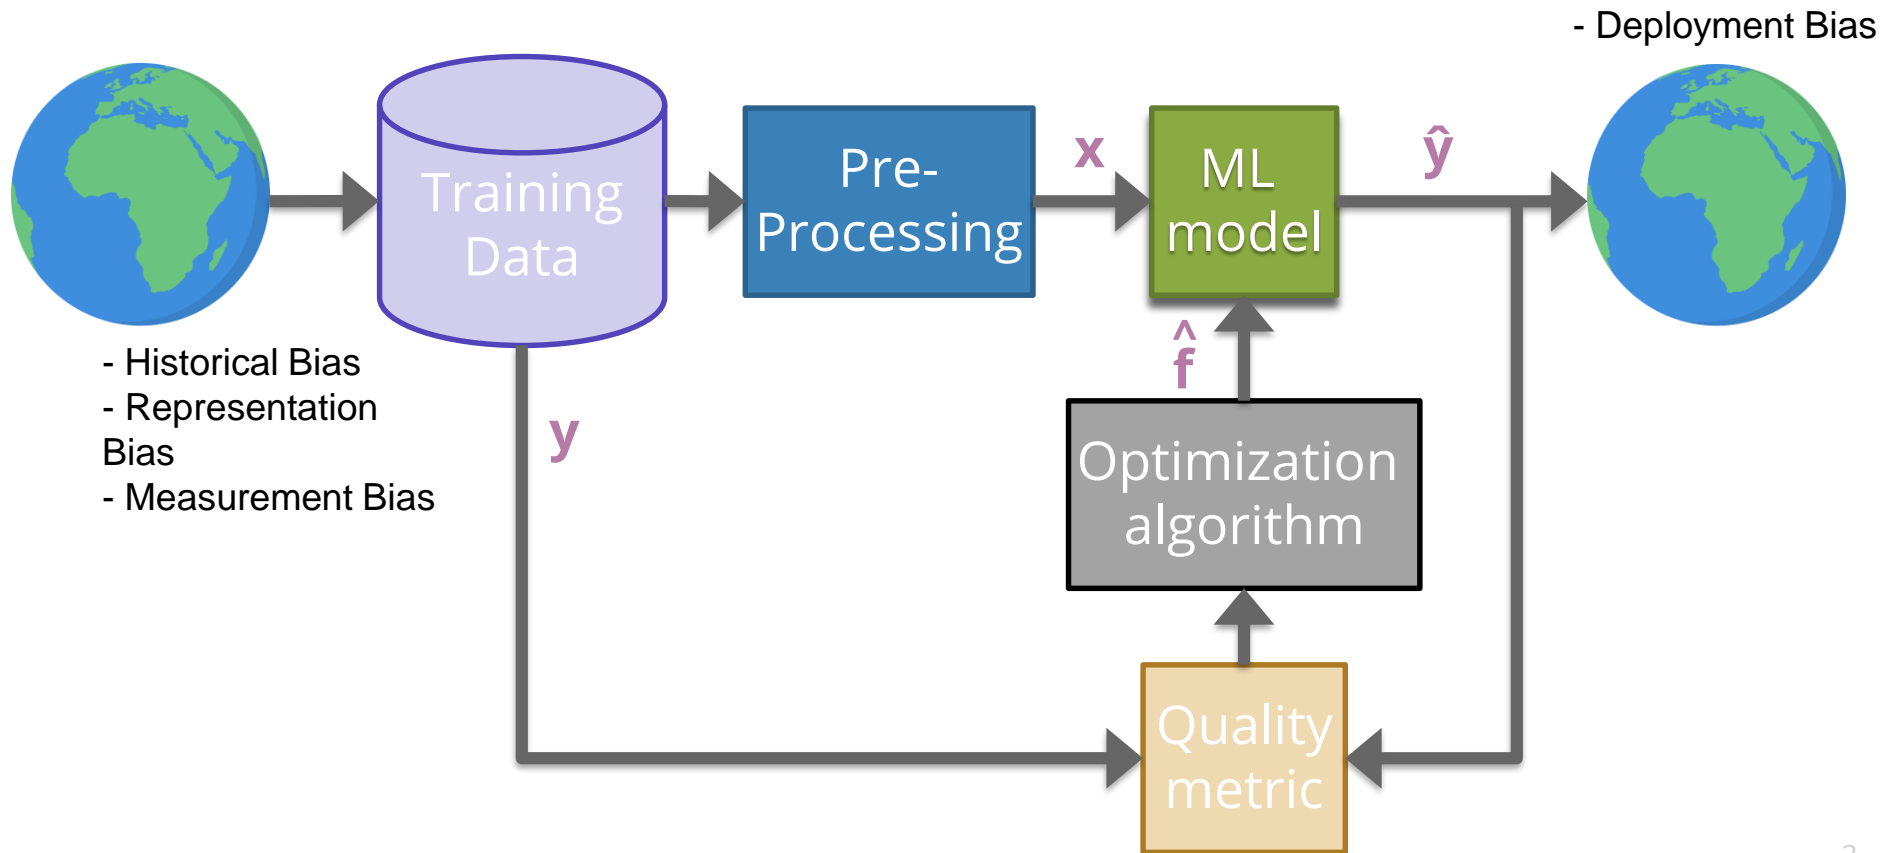 - Deployment Bias
Training
Data
Pre-
Processing
x
ML
model
ŷ
- Historical Bias
- Representation
Bias
- Measurement Bias
y
^
f
Optimization
algorithm
Quality
metric